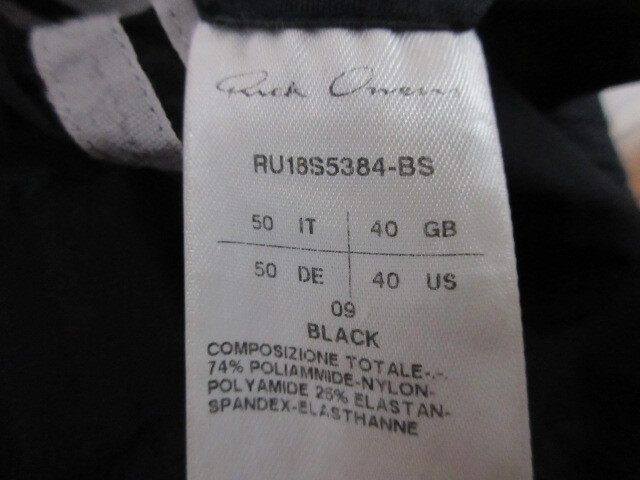 Rick Owens
RU18S5384-BS
50 IT 40 GB
50 DE 40 US
09
BLACK
COMPOSIZIONE TOTALE-.-
74% POLIAMMIDE-NYLON-
POLYAMIDE 26% ELASTAN-
SPANDEX-ELASTHANNE